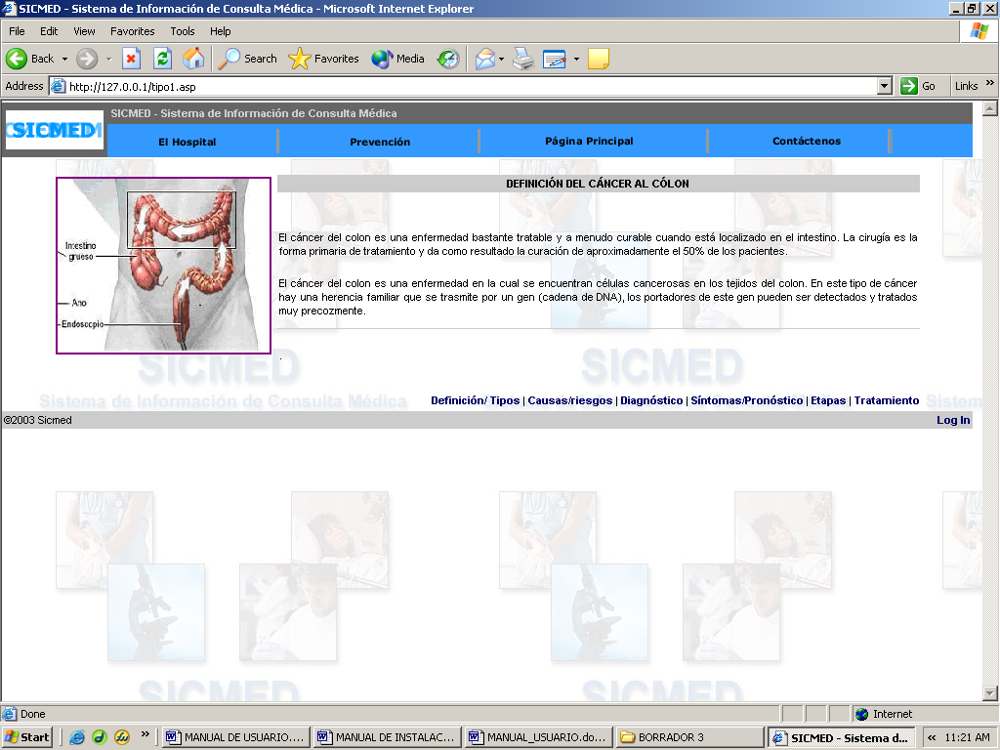 SICMED - Sistema de Información de Consulta Médica - Microsoft Internet Explorer
File Edit View Favorites Tools Help
Back Search Favorites Media
Address http://127.0.0.1/tipo1.asp Go Links »
SICMED
SICMED - Sistema de Información de Consulta Médica
El Hospital Prevención Página Principal Contáctenos
DEFINICIÓN DEL CÁNCER AL CÓLON
Intestino
grueso
Ano
Endoscopio
El cáncer del colon es una enfermedad bastante tratable y a menudo curable cuando está localizado en el intestino. La cirugía es la
forma primaria de tratamiento y da como resultado la curación de aproximadamente el 50% de los pacientes.
El cáncer del colon es una enfermedad en la cual se encuentran células cancerosas en los tejidos del colon. En este tipo de cáncer
hay una herencia familiar que se trasmite por un gen (cadena de DNA), los portadores de este gen pueden ser detectados y tratados
muy precozmente.
.
SICMED SICMED
Sistema de Información de Consulta Médica Sistem
Definición/ Tipos | Causas/riesgos | Diagnóstico | Síntomas/Pronóstico | Etapas | Tratamiento
©2003 Sicmed Log In
SICMED SICMED
Done Internet
Start » MANUAL DE USUARIO.... MANUAL DE INSTALAC... MANUAL_USUARIO.do... BORRADOR 3 SICMED - Sistema d... « 11:21 AM